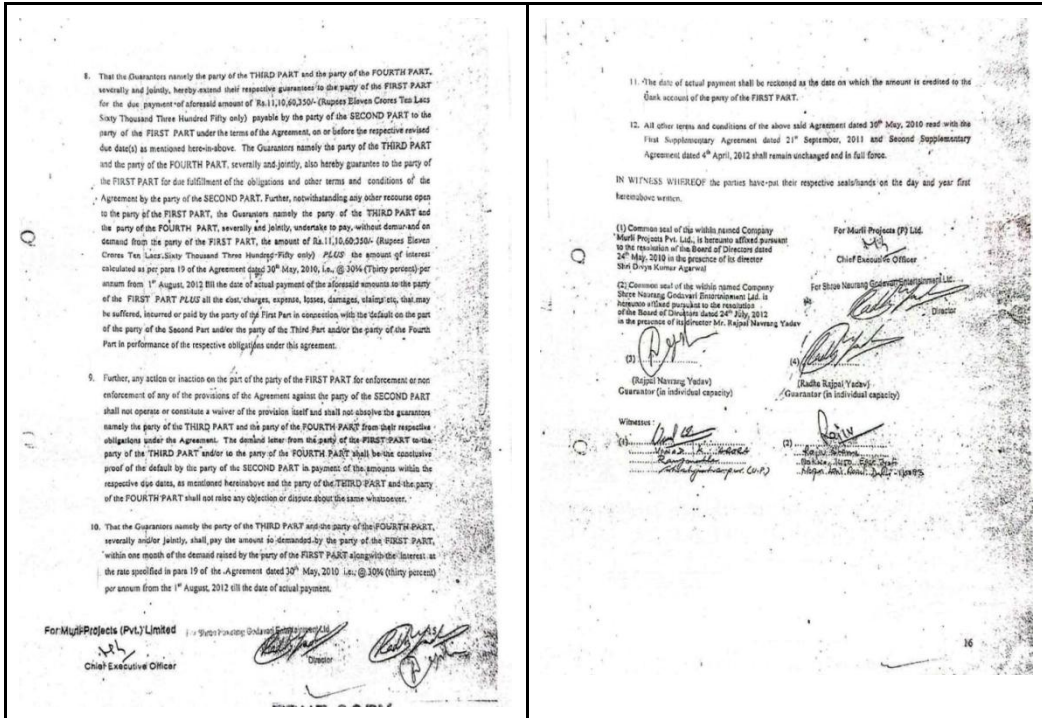 8. That the Guarantors namely the party of the THIRD PART and the party of the FOURTH PART,
severally and jointly, hereby extend their respective guarantees to the party of the FIRST PART
for the due payment of aforesaid amount of Rs.11,10,60,350/- (Rupees Eleven Crores Ten Lacs
Sixty Thousand Three Hundred Fifty only) payable by the party of the SECOND PART to the
party of the FIRST PART under the terms of the Agreement, on or before the respective revised
due date(s) as mentioned here-in-above. The Guarantors namely the party of the THIRD PART
and the party of the FOURTH PART, severally and jointly, also hereby guarantee to the party of
the FIRST PART for due fulfillment of the obligations and other terms and conditions of the
Agreement by the party of the SECOND PART. Further, notwithstanding any other recourse open
to the party of the FIRST PART, the Guarantors namely the party of the THIRD PART and
the party of the FOURTH PART, severally and jointly, undertake to pay, without demur and on
demand from the party of the FIRST PART, the amount of Rs.11,10,60,350/- (Rupees Eleven
Crores Ten Lacs Sixty Thousand Three Hundred Fifty only) PLUS the amount of interest
calculated as per para 19 of the Agreement dated 30th May, 2010, i.e., @ 30% (Thirty percent) per
annum from 1st August, 2012 till the date of actual payment of the aforesaid amounts to the party
of the FIRST PART PLUS all the cost, charges, expense, losses, damages, claims etc, that may
be suffered, incurred or paid by the party of the First Part in connection with the default on the part
of the party of the Second Part and/or the party of the Third Part and/or the party of the Fourth
Part in performance of the respective obligations under this agreement.
9. Further, any action or inaction on the part of the party of the FIRST PART for enforcement or non
enforcement of any of the provisions of the Agreement against the party of the SECOND PART
shall not operate or constitute a waiver of the provision itself and shall not absolve the guarantors
namely the party of the THIRD PART and the party of the FOURTH PART from their respective
obligations under the Agreement. The demand letter from the party of the FIRST PART to the
party of the THIRD PART and/or to the party of the FOURTH PART shall be the conclusive
proof of the default by the party of the SECOND PART in payment of the amounts within the
respective due dates, as mentioned hereinabove and the party of the THIRD PART and the party
of the FOURTH PART shall not raise any objection or dispute about the same whatsoever.
10. That the Guarantors namely the party of the THIRD PART and the party of the FOURTH PART,
severally and/or jointly, shall pay the amount so demanded by the party of the FIRST PART,
within one month of the demand raised by the party of the FIRST PART alongwith the interest at
the rate specified in para 19 of the Agreement dated 30th May, 2010 i.e. @ 30% (thirty percent)
per annum from the 1st August, 2012 till the date of actual payment.
For Murli Projects (Pvt.) Limited
Chief Executive Officer
For Shree Naurang Godavari Entertainment Ltd.
Director
11. The date of actual payment shall be reckoned as the date on which the amount is credited to the
Bank account of the party of the FIRST PART.
12. All other terms and conditions of the above said Agreement dated 30th May, 2010 read with the
First Supplementary Agreement dated 21st September, 2011 and Second Supplementary
Agreement dated 4th April, 2012 shall remain unchanged and in full force.
IN WITNESS WHEREOF the parties have put their respective seals/hands on the day and year first
hereinabove written.
(1) Common seal of the within named Company
Murli Projects Pvt. Ltd., is hereunto affixed pursuant
to the resolution of the Board of Directors dated
24th May, 2010 in the presence of its director
Shri Divya Kumar Agarwal
For Murli Projects (P) Ltd.
Chief Executive Officer
(2) Common seal of the within named Company
Shree Naurang Godavari Entertainment Ltd. is
hereunto affixed pursuant to the resolution
of the Board of Directors dated 24th July, 2012
in the presence of its director Mr. Rajpal Navrang Yadav
For Shree Naurang Godavari Entertainment Ltd.
Director
(3)
(Rajpal Navrang Yadav)
Guarantor (in individual capacity)
(4)
(Radha Rajpal Yadav)
Guarantor (in individual capacity)
Witnesses :
(1)
(U.P.)
(2)
16